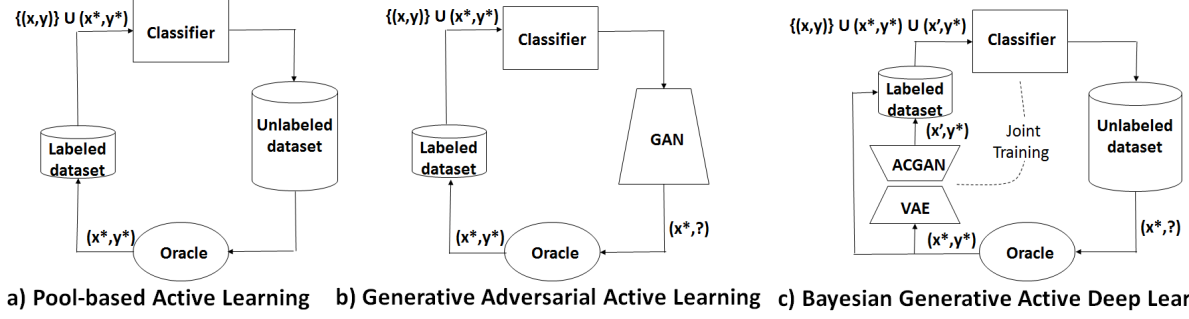 {(x,y)} U (x*,y*)
Classifier
Unlabeled
dataset
Labeled
dataset
(x*,y*)
Oracle
a) Pool-based Active Learning
{(x,y)} U (x*,y*)
Classifier
GAN
Labeled
dataset
(x*,?)
(x*,y*)
Oracle
b) Generative Adversarial Active Learning
{(x,y)} U (x*,y*) U (x’,y*)
Classifier
Labeled
dataset
(x’,y*)
Joint
Training
Unlabeled
dataset
ACGAN
VAE
(x*,?)
(x*,y*)
Oracle
c) Bayesian Generative Active Deep Lear